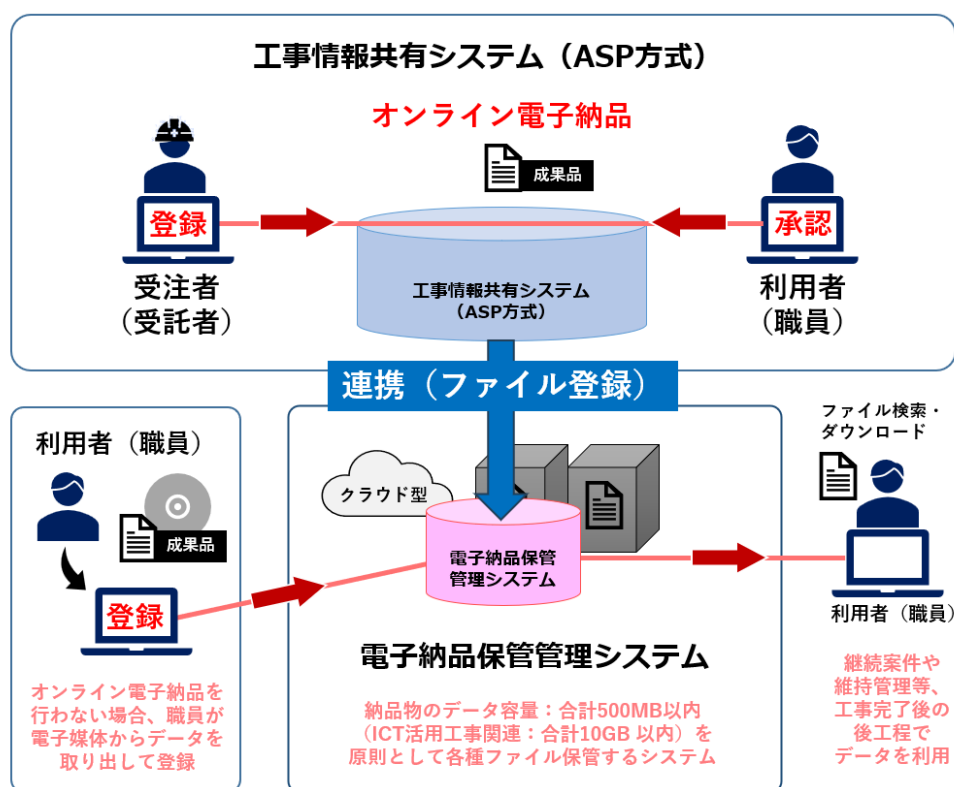 工事情報共有システム（ASP方式）
オンライン電子納品
成果品
登録
承認
受注者
（受託者）
工事情報共有システム
（ASP方式）
利用者
（職員）
連携（ファイル登録）
利用者（職員）
成果品
登録
オンライン電子納品を
行わない場合、職員が
電子媒体からデータを
取り出して登録
クラウド型
電子納品保管
管理システム
電子納品保管管理システム
納品物のデータ容量：合計500MB以内
（ICT活用工事関連：合計10GB 以内）を
原則として各種ファイル保管するシステム
ファイル検索・
ダウンロード
利用者（職員）
継続案件や
維持管理等、
工事完了後の
後工程で
データを利用